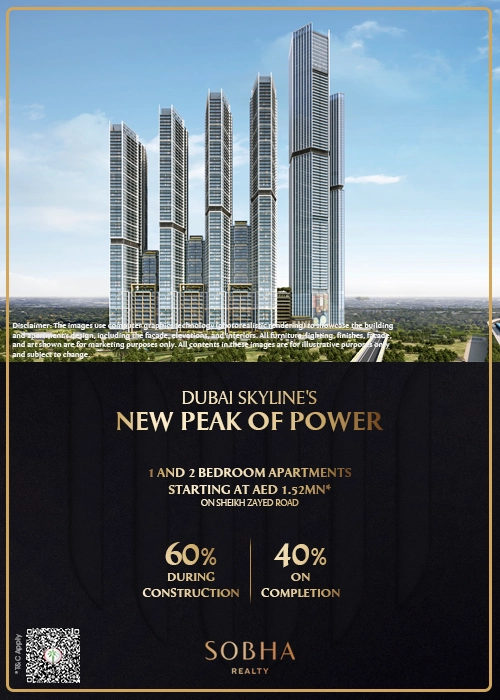 Disclaimer: The images use computer graphic technology (photorealistic rendering) to showcase the building
and apartments design, including the facade, elevations, and interiors. All furniture, lighting, finishes, facade,
and art shown are for marketing purposes only. All contents in these images are for illustrative purposes only
and subject to change.
DUBAI SKYLINE'S
NEW PEAK OF POWER
1 AND 2 BEDROOM APARTMENTS
STARTING AT AED 1.52MN*
ON SHEIKH ZAYED ROAD
60%
DURING
CONSTRUCTION
40%
ON
COMPLETION
*T&C Apply
SOBHA
REALTY